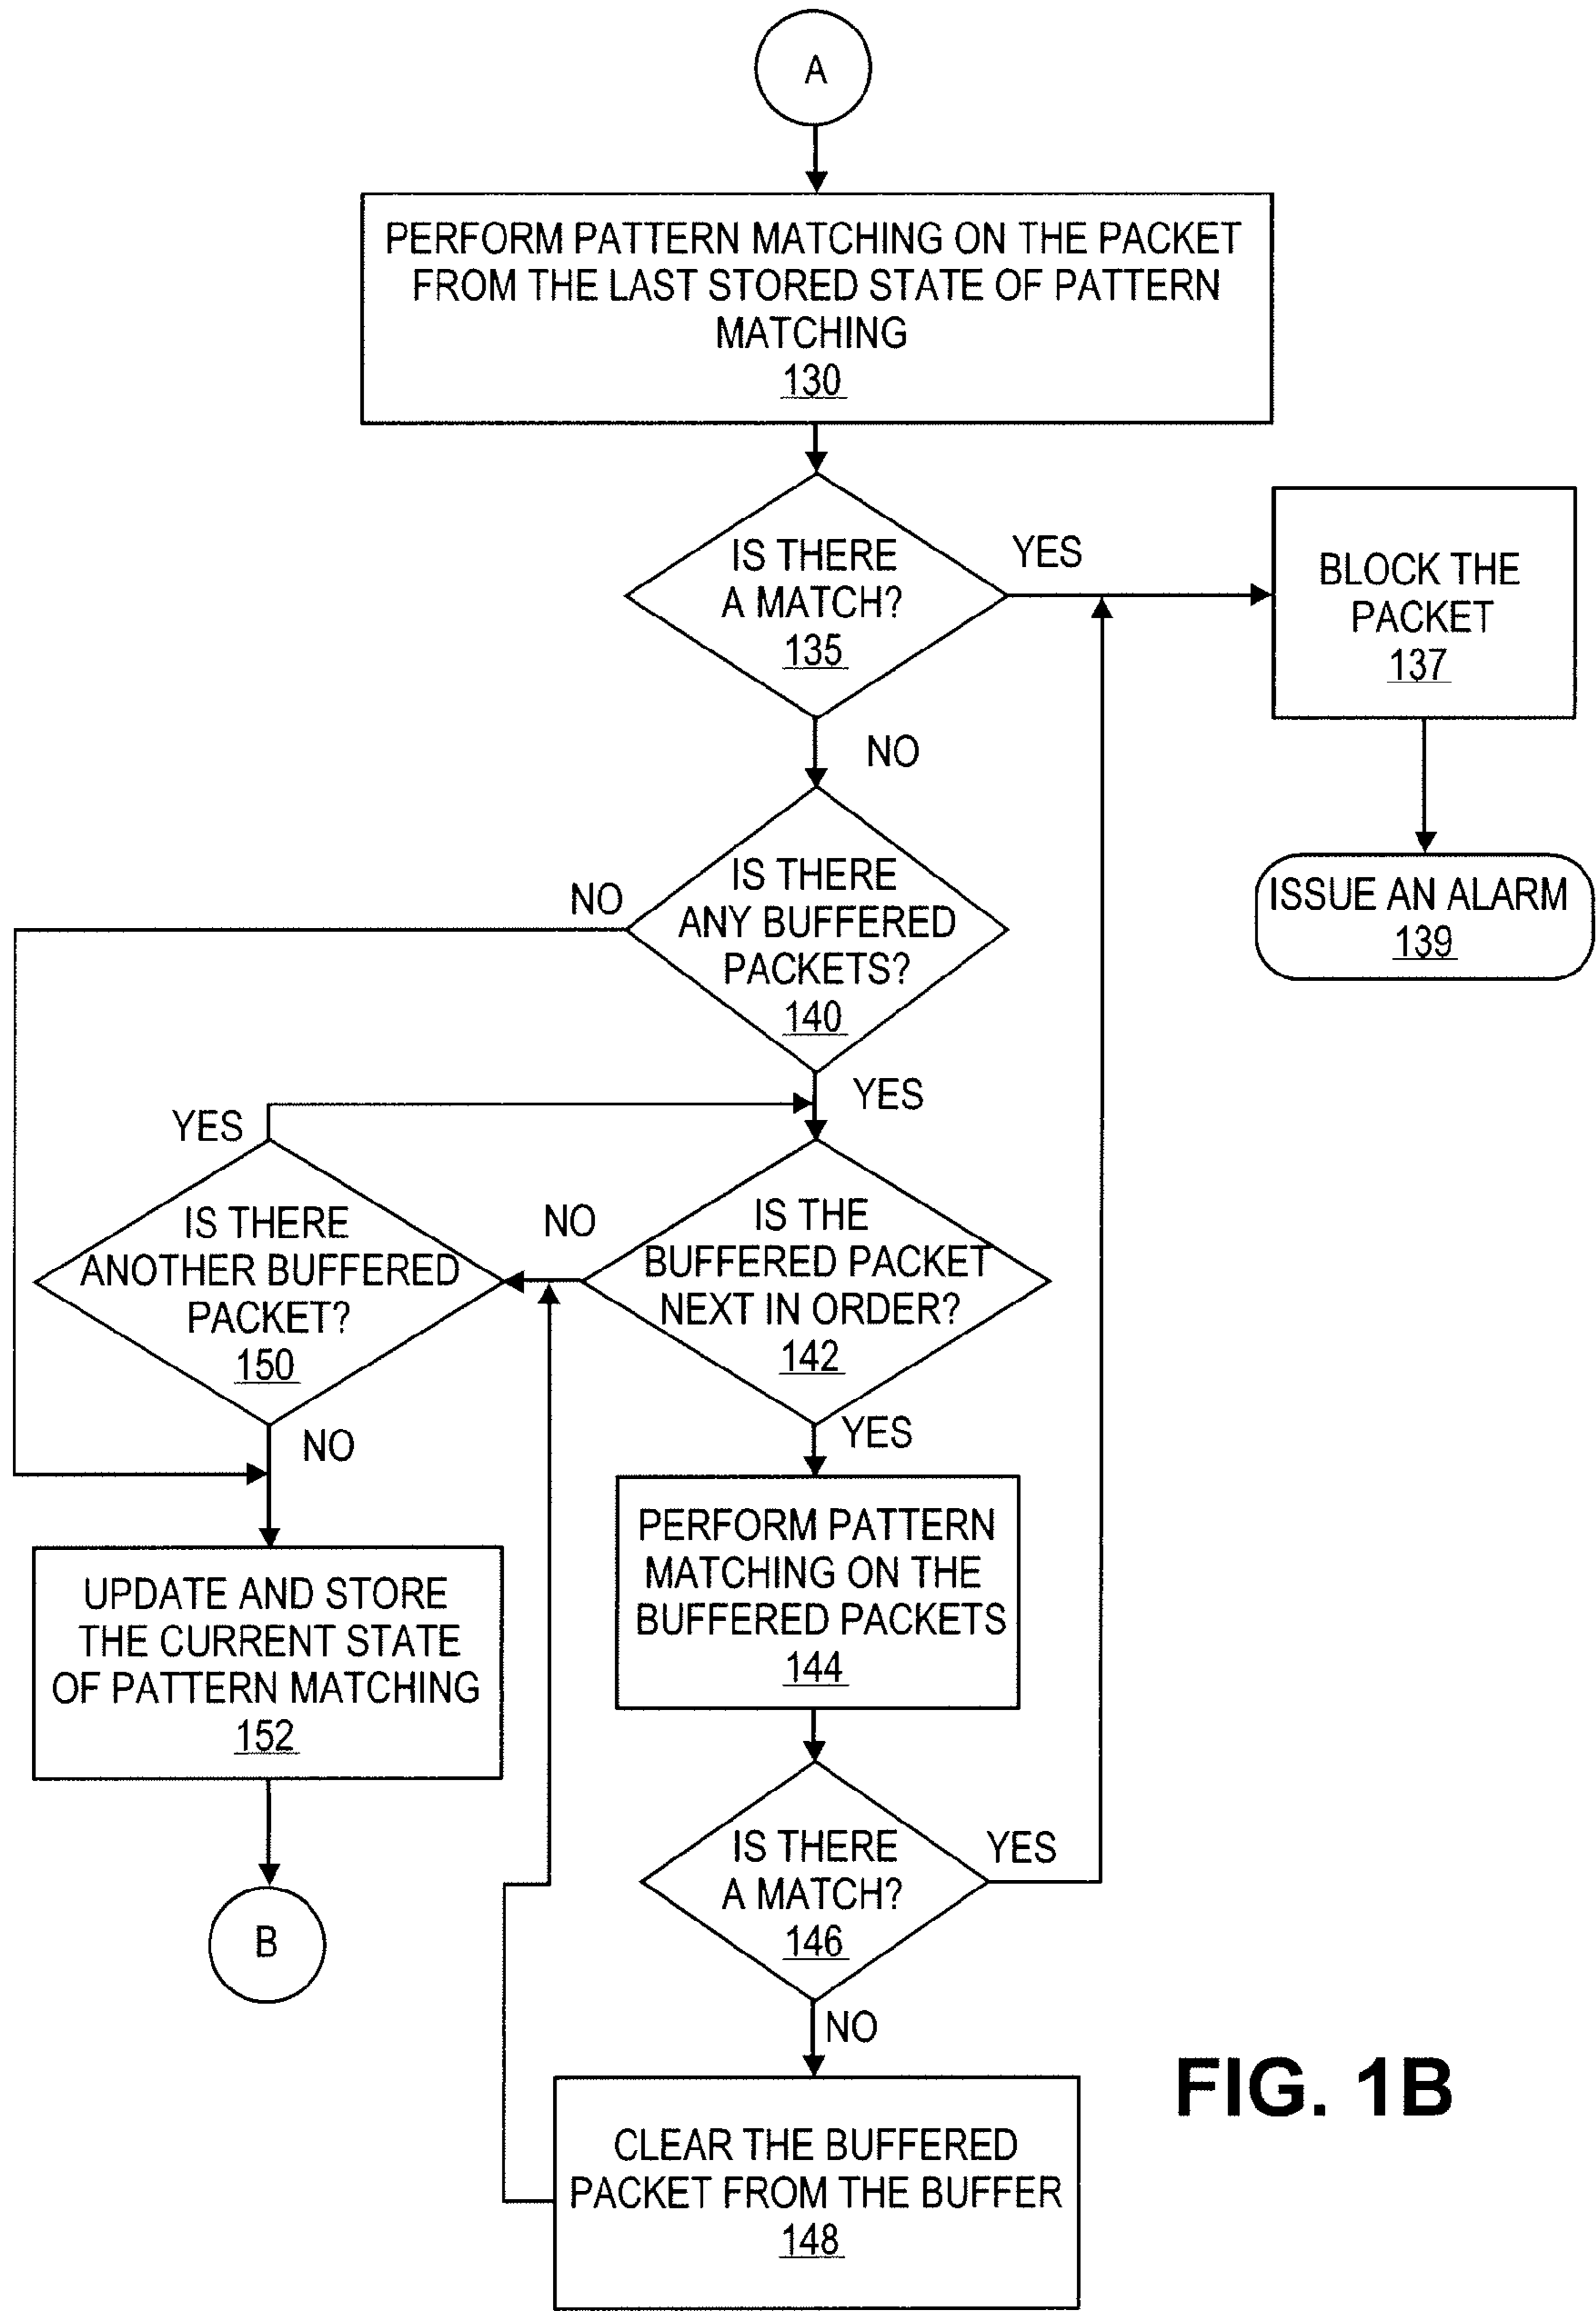 A
PERFORM PATTERN MATCHING ON THE PACKET
FROM THE LAST STORED STATE OF PATTERN
MATCHING
130
IS THERE
A MATCH?
135
YES
BLOCK THE
PACKET
137
NO
ISSUE AN ALARM
139
IS THERE
ANY BUFFERED
PACKETS?
140
NO
YES
YES
IS THERE
ANOTHER BUFFERED
PACKET?
150
NO
IS THE
BUFFERED PACKET
NEXT IN ORDER?
142
NO
YES
UPDATE AND STORE
THE CURRENT STATE
OF PATTERN MATCHING
152
PERFORM PATTERN
MATCHING ON THE
BUFFERED PACKETS
144
B
IS THERE
A MATCH?
146
YES
NO
CLEAR THE BUFFERED
PACKET FROM THE BUFFER
148
FIG. 1B